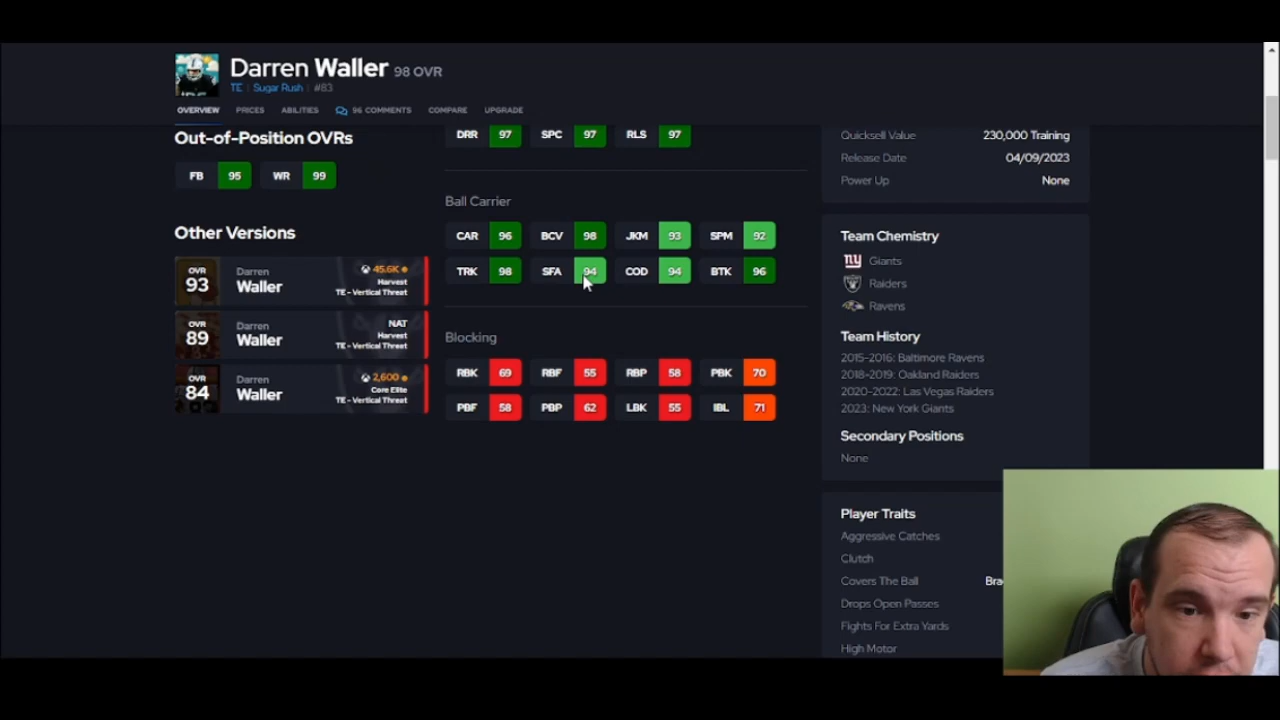 Darren Waller 98 OVR
TE | Sugar Rush | #83
OVERVIEW PRICES ABILITIES 96 COMMENTS COMPARE UPGRADE
Out-of-Position OVRs
FB 95 WR 99
Other Versions
OVR 93 Darren Waller 45.6K Harvest TE - Vertical Threat
OVR 89 Darren Waller NAT Harvest TE - Vertical Threat
OVR 84 Darren Waller 2,600 Core Elite TE - Vertical Threat
DRR 97 SPC 97 RLS 97
Ball Carrier
CAR 96 BCV 98 JKM 93 SPM 92
TRK 98 SFA 94 COD 94 BTK 96
Blocking
RBK 69 RBF 55 RBP 58 PBK 70
PBF 58 PBP 62 LBK 55 IBL 71
Quicksell Value 230,000 Training
Release Date 04/09/2023
Power Up None
Team Chemistry
NY Giants
Raiders
Ravens
Team History
2015-2016: Baltimore Ravens
2018-2019: Oakland Raiders
2020-2022: Las Vegas Raiders
2023: New York Giants
Secondary Positions
None
Player Traits
Aggressive Catches
Clutch
Covers The Ball
Drops Open Passes
Fights For Extra Yards
High Motor